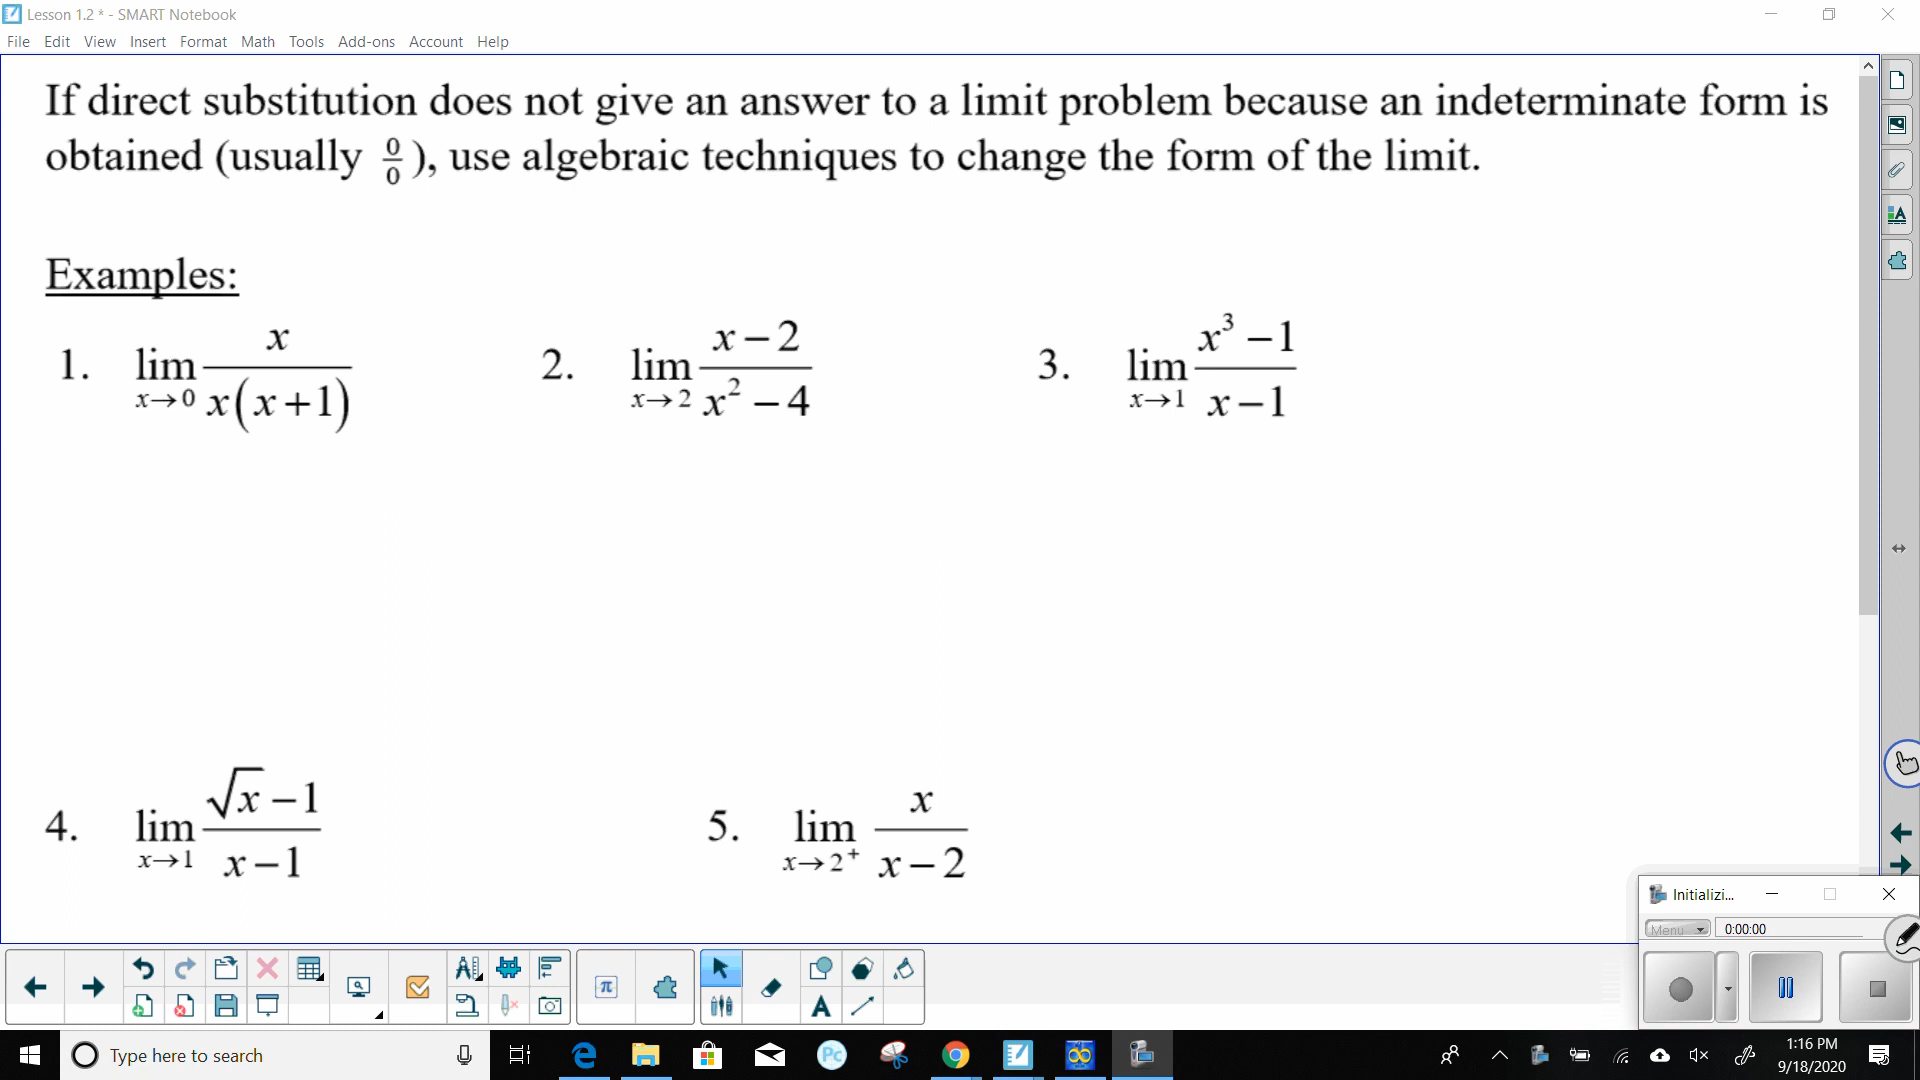 Lesson 1.2 * - SMART Notebook
File Edit View Insert Format Math Tools Add-ons Account Help
If direct substitution does not give an answer to a limit problem because an indeterminate form is
obtained (usually 0/0), use algebraic techniques to change the form of the limit.
Examples:
1. lim x→0 x/(x(x+1))
2. lim x→2 (x−2)/(x²−4)
3. lim x→1 (x³−1)/(x−1)
4. lim x→1 (√x−1)/(x−1)
5. lim x→2⁺ x/(x−2)
Initializi...
Menu 0:00:00
Type here to search
1:16 PM
9/18/2020